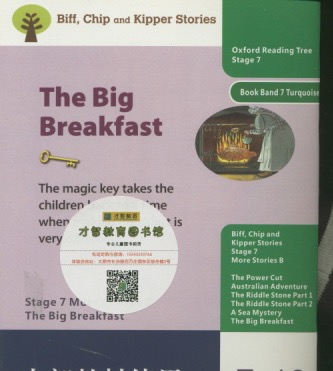 Biff, Chip and Kipper Stories
Oxford Reading Tree
Stage 7
Book Band 7 Turquoise
The Big
Breakfast
The magic key takes the
children
time
when
t is
very
才智教育图书馆
Biff, Chip and
Kipper Stories
Stage 7
More Stories B
The Power Cut
Australian Adventure
The Riddle Stone Part 1
The Riddle Stone Part 2
A Sea Mystery
The Big Breakfast
Stage 7 Mo
The Big Breakfast